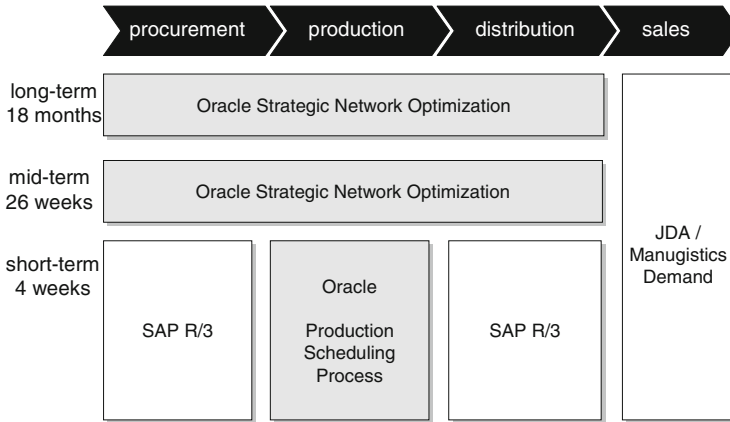 procurement
production
distribution
sales
long-term
18 months
Oracle Strategic Network Optimization
mid-term
26 weeks
Oracle Strategic Network Optimization
short-term
4 weeks
SAP R/3
Oracle
Production
Scheduling
Process
SAP R/3
JDA /
Manugistics
Demand